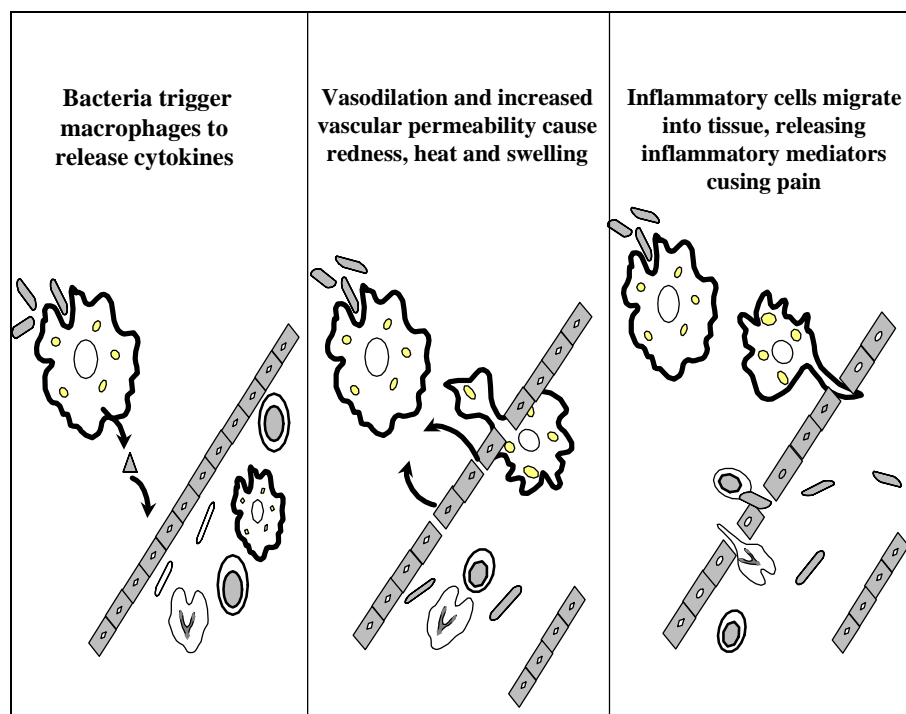 Bacteria trigger
macrophages to
release cytokines
Vasodilation and increased
vascular permeability cause
redness, heat and swelling
Inflammatory cells migrate
into tissue, releasing
inflammatory mediators
cusing pain